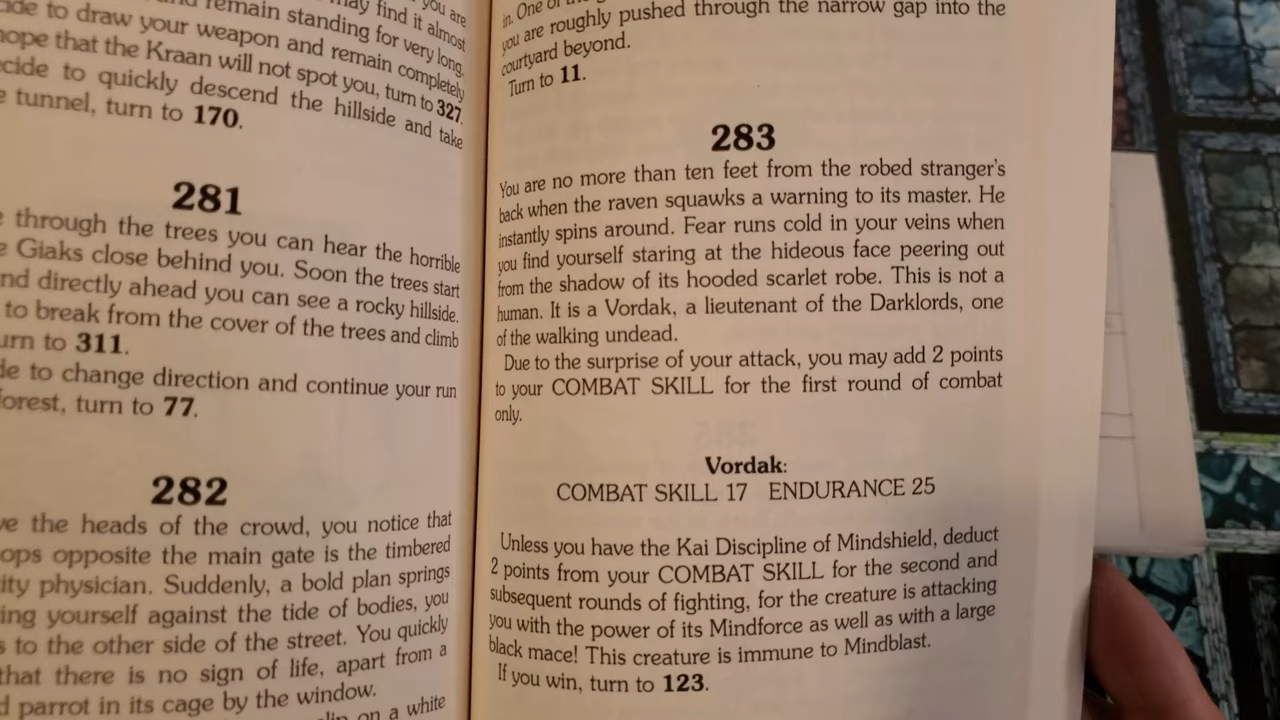 you are
may find it almost
remain standing for very long.
to draw your weapon and remain completely
hope that the Kraan will not spot you, turn to 327.
to quickly descend the hillside and take
tunnel, turn to 170.
281
through the trees you can hear the horrible
Giaks close behind you. Soon the trees start
directly ahead you can see a rocky hillside.
to break from the cover of the trees and climb
turn to 311.
to change direction and continue your run
forest, turn to 77.
282
the heads of the crowd, you notice that
opposite the main gate is the timbered
physician. Suddenly, a bold plan springs
yourself against the tide of bodies, you
to the other side of the street. You quickly
that there is no sign of life, apart from a
parrot in its cage by the window.
on a white
in. One of the
you are roughly pushed through the narrow gap into the
courtyard beyond.
Turn to 11.
283
You are no more than ten feet from the robed stranger's
back when the raven squawks a warning to its master. He
instantly spins around. Fear runs cold in your veins when
you find yourself staring at the hideous face peering out
from the shadow of its hooded scarlet robe. This is not a
human. It is a Vordak, a lieutenant of the Darklords, one
of the walking undead.
Due to the surprise of your attack, you may add 2 points
to your COMBAT SKILL for the first round of combat
only.
Vordak:
COMBAT SKILL 17 ENDURANCE 25
Unless you have the Kai Discipline of Mindshield, deduct
2 points from your COMBAT SKILL for the second and
subsequent rounds of fighting, for the creature is attacking
you with the power of its Mindforce as well as with a large
black mace! This creature is immune to Mindblast.
If you win, turn to 123.